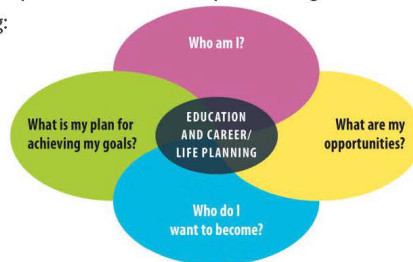 g:
Who am I?
What is my plan for
achieving my goals?
EDUCATION
AND CAREER/
LIFE PLANNING
What are my
opportunities?
Who do I
want to become?